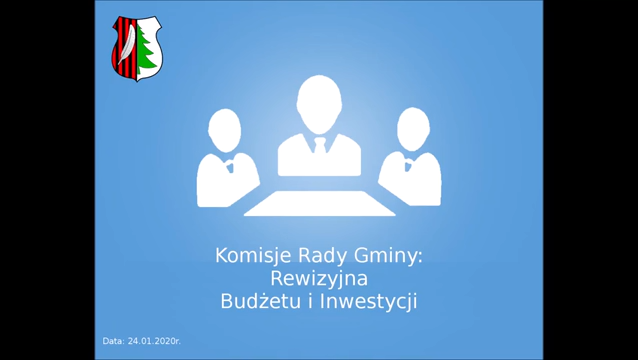 Komisje Rady Gminy:
Rewizyjna
Budżetu i Inwestycji
Data: 24.01.2020r.